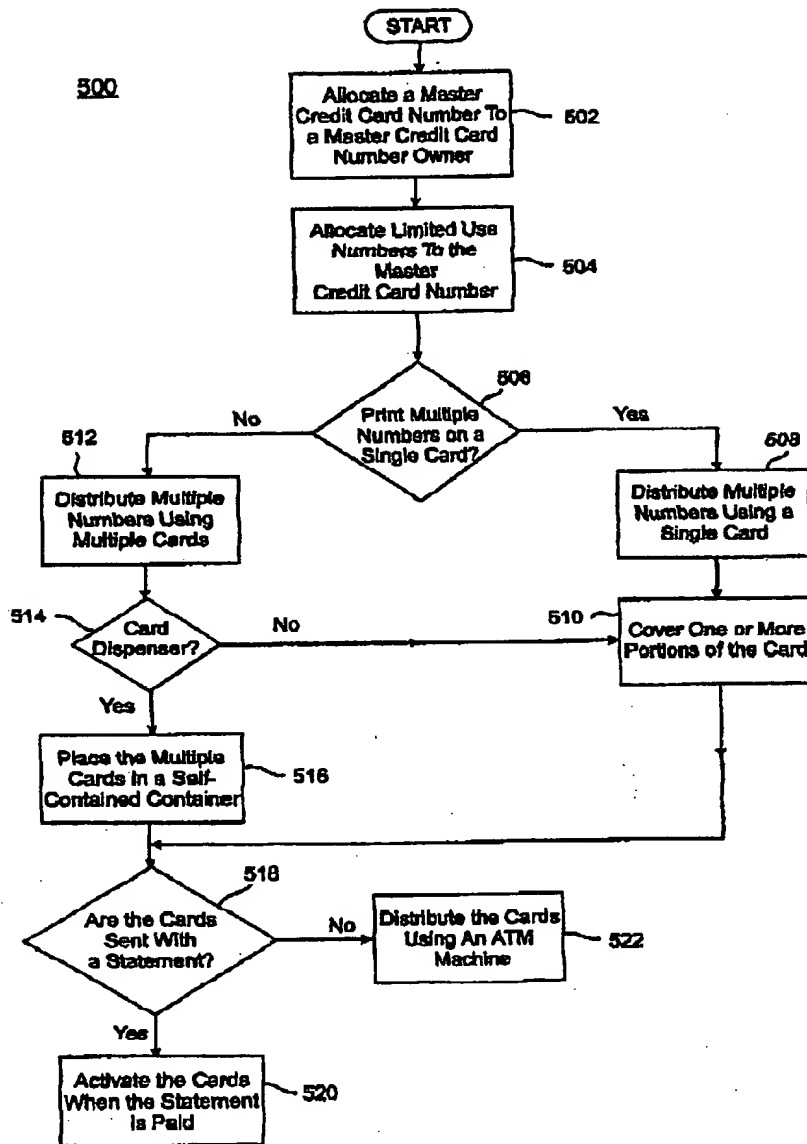 START
500
Allocate a Master
Credit Card Number To
a Master Credit Card
Number Owner
502
Allocate Limited Use
Numbers To the
Master
Credit Card Number
504
506
Print Multiple
Numbers on a
Single Card?
No
Yes
512
Distribute Multiple
Numbers Using
Multiple Cards
508
Distribute Multiple
Numbers Using a
Single Card
514
Card
Dispenser?
No
510
Cover One or More
Portions of the Card
Yes
Place the Multiple
Cards in a Self-
Contained Container
516
518
Are the Cards
Sent With
a Statement?
No
Distribute the Cards
Using An ATM
Machine
522
Yes
Activate the Cards
When the Statement
is Paid
520